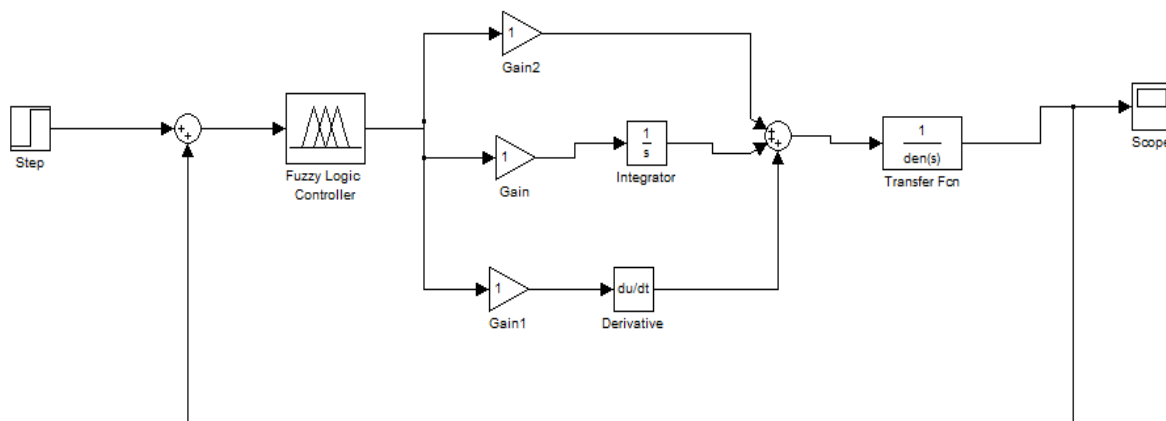 1
Gain2
Step
+
+
Fuzzy Logic
Controller
1
Gain
1
s
Integrator
+
+
+
1
den(s)
Transfer Fcn
Scope
1
Gain1
du/dt
Derivative